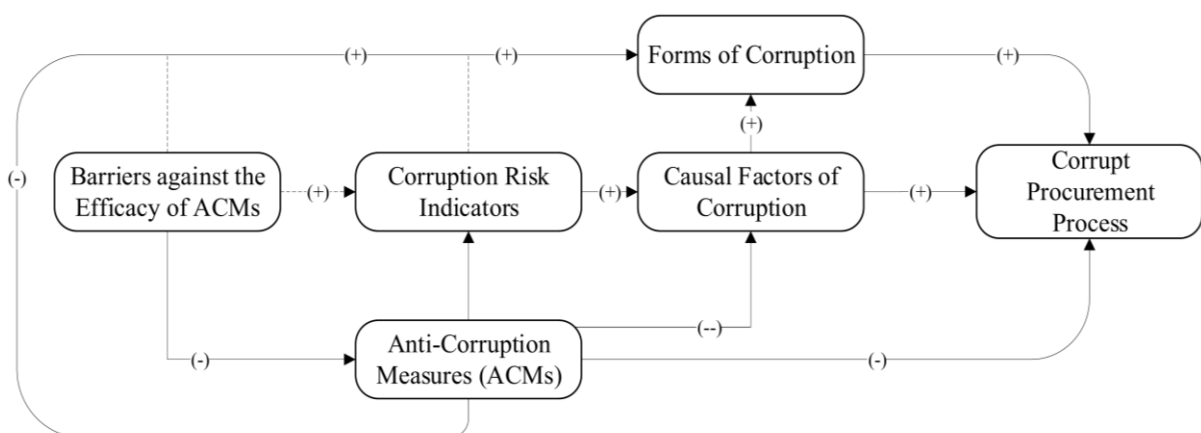 (+)
(+)
Forms of Corruption
(+)
(+)
(-)
Barriers against the
Efficacy of ACMs
(+)
Corruption Risk
Indicators
(+)
Causal Factors of
Corruption
(+)
Corrupt
Procurement
Process
(--)
(-)
Anti-Corruption
Measures (ACMs)
(-)